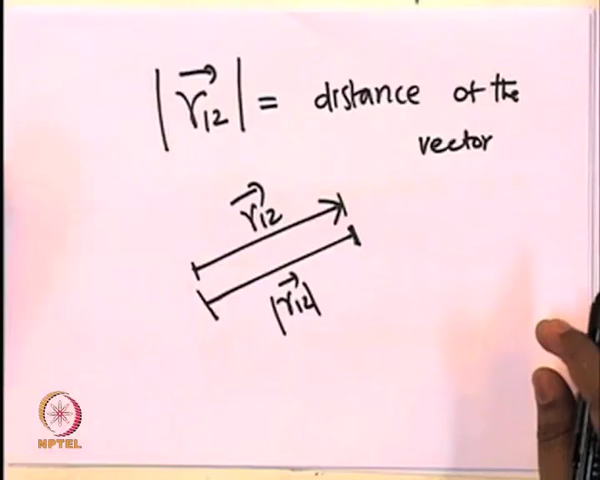 |r⃗12| = distance of the
vector
r⃗12
|r⃗12|
NPTEL